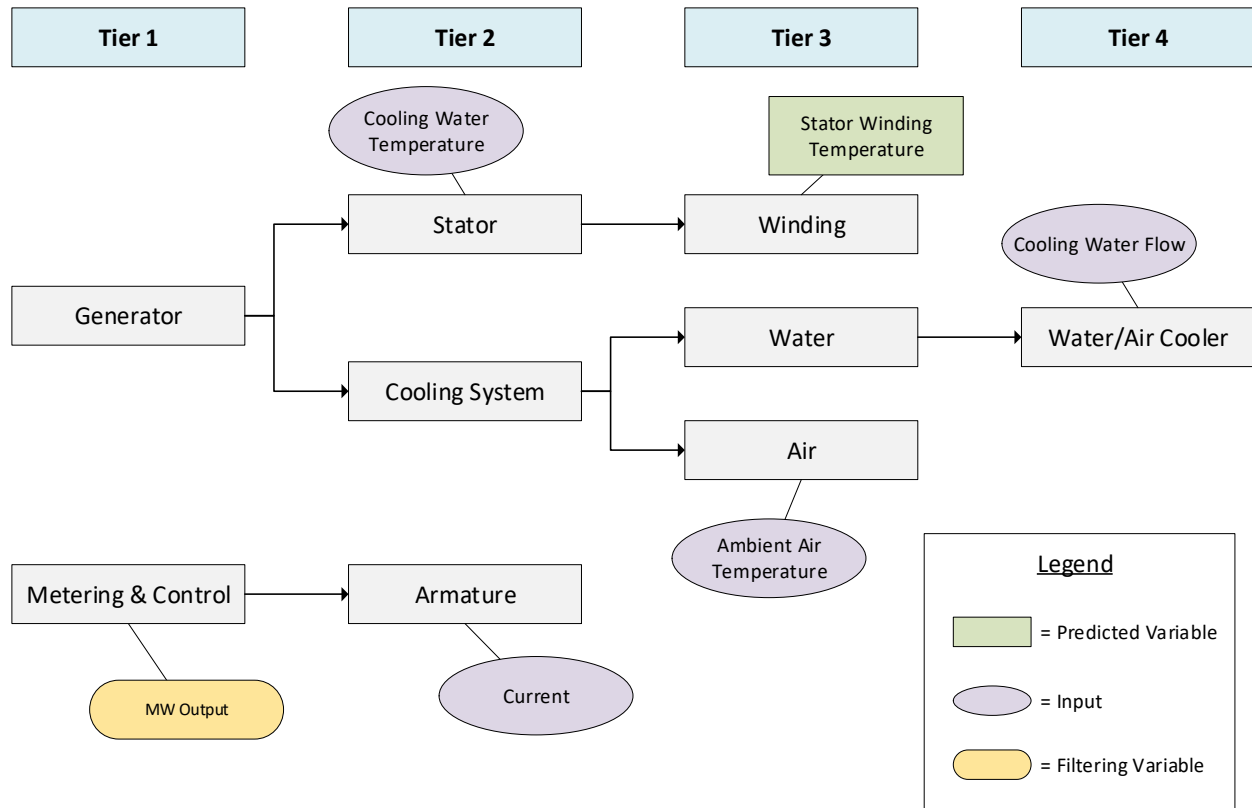 Tier 1
Tier 2
Tier 3
Tier 4
Cooling Water
Temperature
Stator Winding
Temperature
Stator
Winding
Cooling Water Flow
Generator
Water
Water/Air Cooler
Cooling System
Air
Ambient Air
Temperature
Metering & Control
Armature
MW Output
Current
Legend
= Predicted Variable
= Input
= Filtering Variable